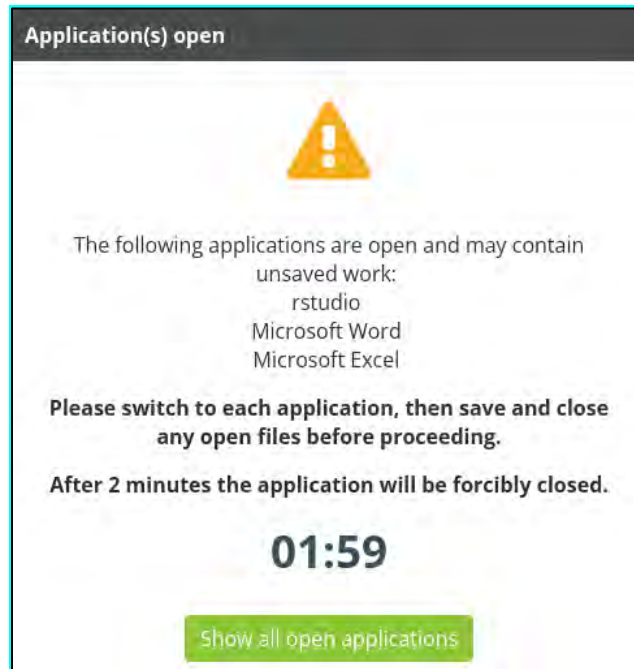 Application(s) open
The following applications are open and may contain
unsaved work:
rstudio
Microsoft Word
Microsoft Excel
Please switch to each application, then save and close
any open files before proceeding.
After 2 minutes the application will be forcibly closed.
01:59
Show all open applications